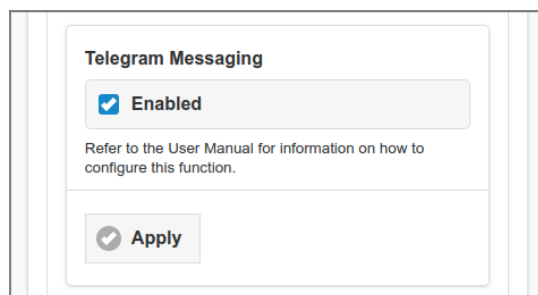 Telegram Messaging
Enabled
Refer to the User Manual for information on how to
configure this function.
Apply